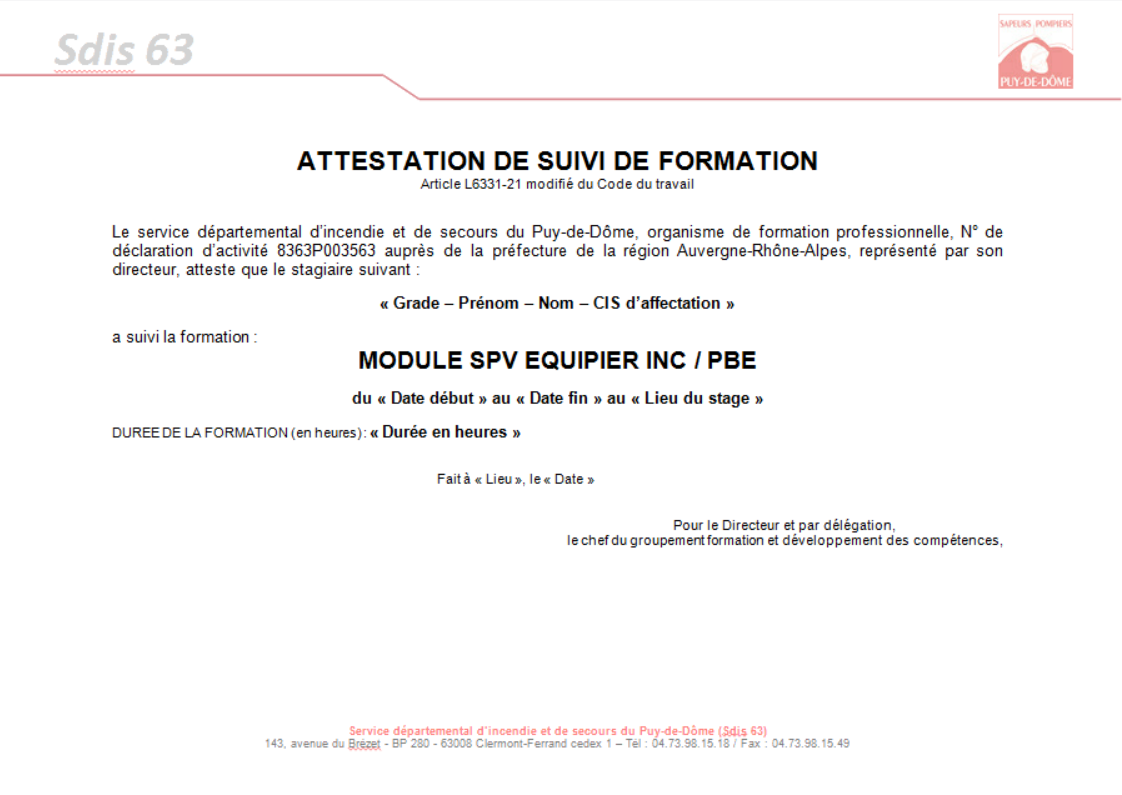 Sdis 63
SAPEURS POMPIERS
PUY-DE-DÔME
ATTESTATION DE SUIVI DE FORMATION
Article L6331-21 modifié du Code du travail
Le service départemental d'incendie et de secours du Puy-de-Dôme, organisme de formation professionnelle, N° de
déclaration d'activité 8363P003563 auprès de la préfecture de la région Auvergne-Rhône-Alpes, représenté par son
directeur, atteste que le stagiaire suivant :
« Grade – Prénom – Nom – CIS d'affectation »
a suivi la formation :
MODULE SPV EQUIPIER INC / PBE
du « Date début » au « Date fin » au « Lieu du stage »
DUREE DE LA FORMATION (en heures) : « Durée en heures »
Fait à « Lieu », le « Date »
Pour le Directeur et par délégation,
le chef du groupement formation et développement des compétences,
Service départemental d'incendie et de secours du Puy-de-Dôme (Sdis 63)
143, avenue du Brézet - BP 280 - 63008 Clermont-Ferrand cedex 1 – Tél : 04.73.98.15.18 / Fax : 04.73.98.15.49